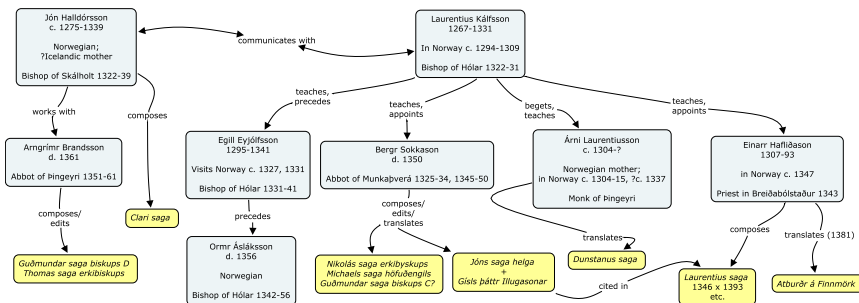 Jón Halldórsson
c. 1275-1339
Norwegian;
?Icelandic mother
Bishop of Skálholt 1322-39
communicates with
Laurentius Kálfsson
1267-1331
In Norway c. 1294-1309
Bishop of Hólar 1322-31
works with
composes
teaches,
precedes
teaches,
appoints
begets,
teaches
teaches,
appoints
Arngrímr Brandsson
d. 1361
Abbot of Þingeyri 1351-61
Egill Eyjólfsson
1295-1341
Visits Norway c. 1327, 1331
Bishop of Hólar 1331-41
Bergr Sokkason
d. 1350
Abbot of Munkaþverá 1325-34, 1345-50
Árni Laurentiusson
c. 1304-?
Norwegian mother;
in Norway c. 1304-15, ?c. 1337
Monk of Þingeyri
Einarr Hafliðason
1307-93
in Norway c. 1347
Priest in Breiðabólstaður 1343
composes/
edits
Clari saga
precedes
composes/
edits/
translates
translates
composes
translates (1381)
Guðmundar saga biskups D
Thomas saga erkibiskups
Ormr Ásláksson
d. 1356
Norwegian
Bishop of Hólar 1342-56
Nikolás saga erkibyskups
Michaels saga höfuðengils
Guðmundar saga biskups C?
Jóns saga helga
+
Gísls þáttr Illugasonar
Dunstanus saga
cited in
Laurentius saga
1346 x 1393
etc.
Atburðr á Finnmörk